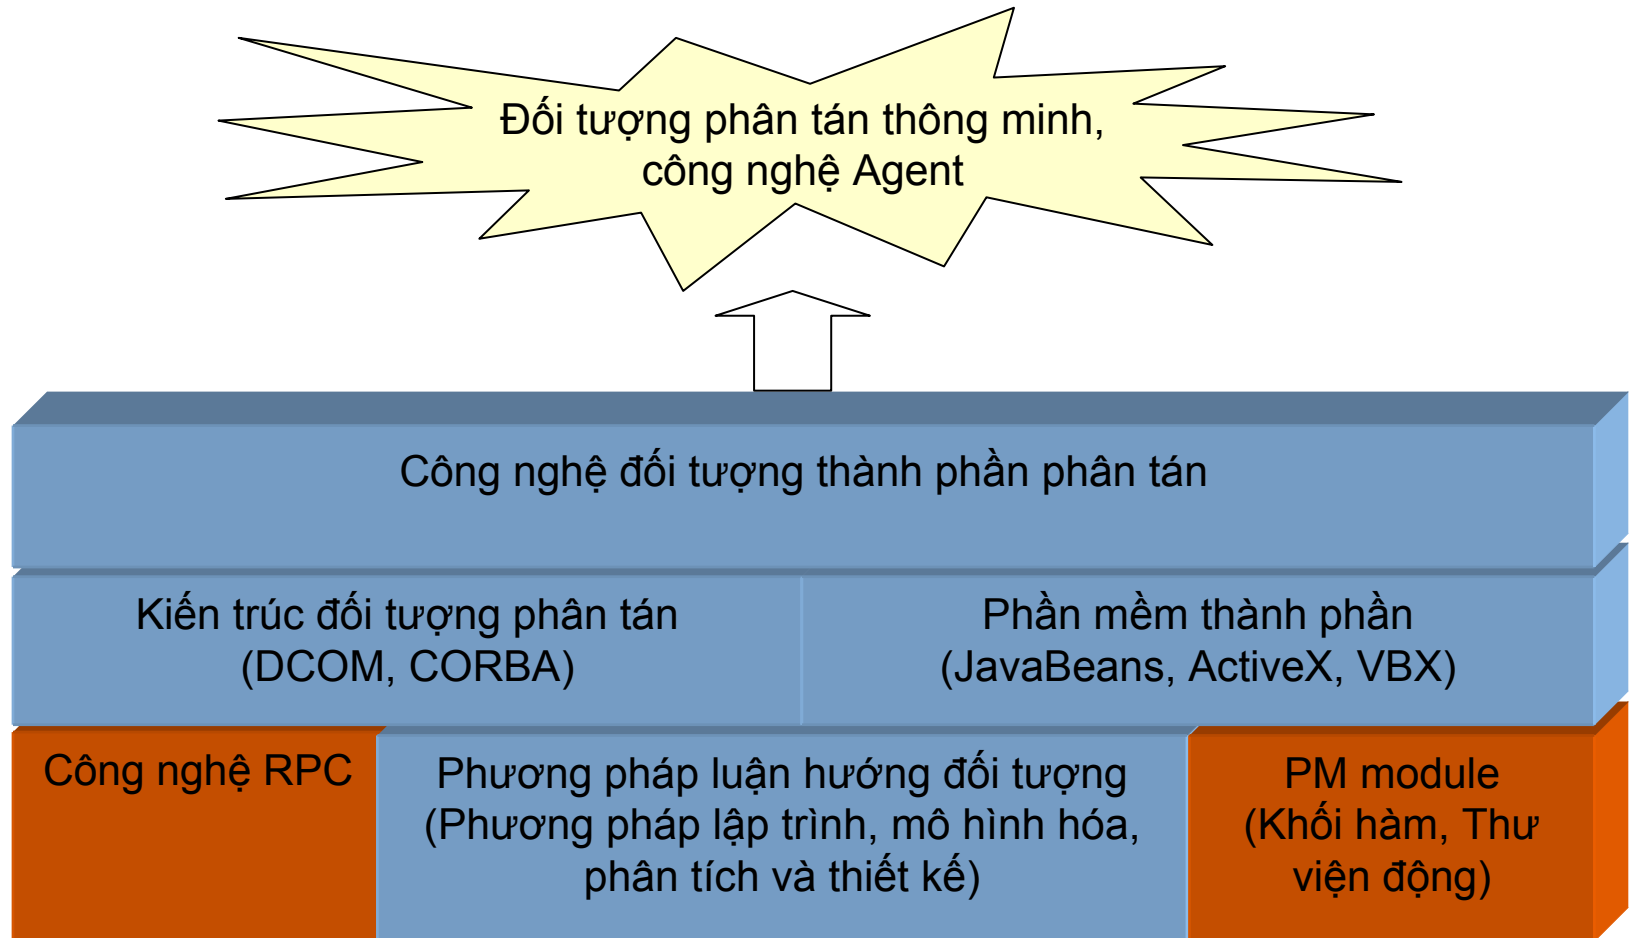 Đối tượng phân tán thông minh,
công nghệ Agent
Công nghệ đối tượng thành phần phân tán
Kiến trúc đối tượng phân tán
(DCOM, CORBA)
Phần mềm thành phần
(JavaBeans, ActiveX, VBX)
Công nghệ RPC
Phương pháp luận hướng đối tượng
(Phương pháp lập trình, mô hình hóa,
phân tích và thiết kế)
PM module
(Khối hàm, Thư
viện động)